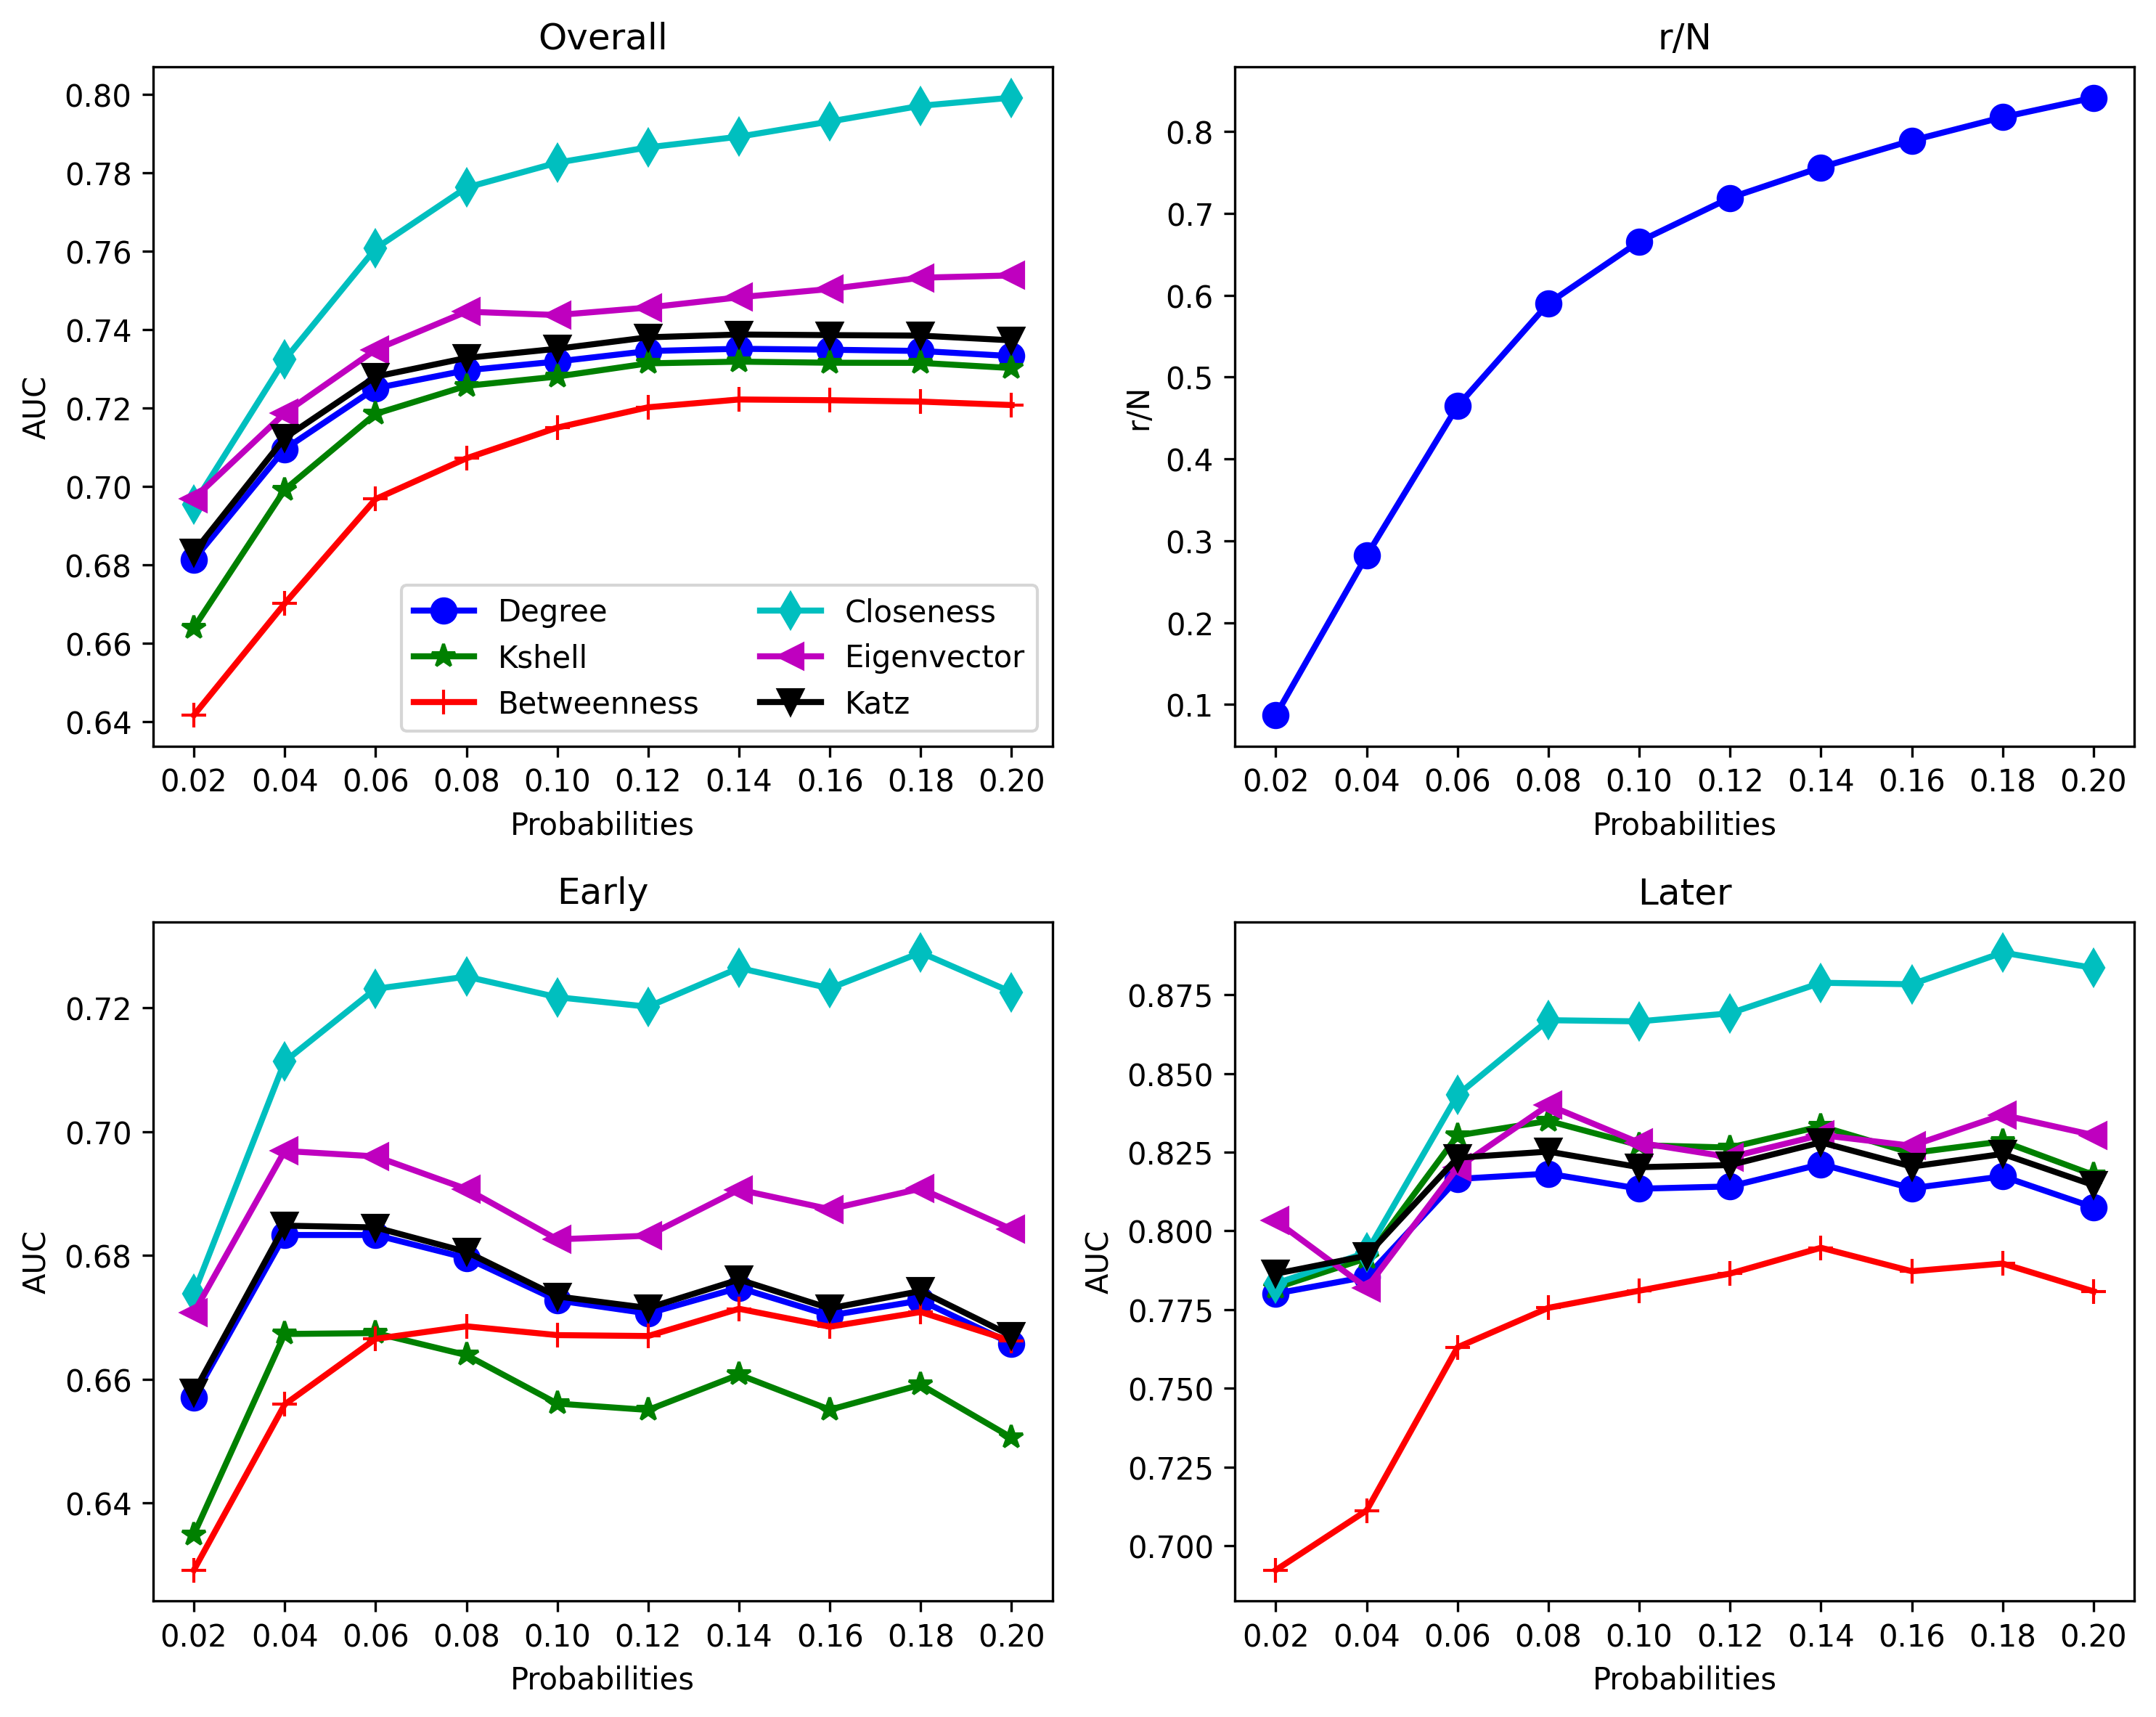 Overall
AUC
0.80
0.78
0.76
0.74
0.72
0.70
0.68
0.66
0.64
Degree
Kshell
Betweenness
Closeness
Eigenvector
Katz
0.02 0.04 0.06 0.08 0.10 0.12 0.14 0.16 0.18 0.20
Probabilities
r/N
r/N
0.8
0.7
0.6
0.5
0.4
0.3
0.2
0.1
0.02 0.04 0.06 0.08 0.10 0.12 0.14 0.16 0.18 0.20
Probabilities
Early
AUC
0.72
0.70
0.68
0.66
0.64
0.02 0.04 0.06 0.08 0.10 0.12 0.14 0.16 0.18 0.20
Probabilities
Later
AUC
0.875
0.850
0.825
0.800
0.775
0.750
0.725
0.700
0.02 0.04 0.06 0.08 0.10 0.12 0.14 0.16 0.18 0.20
Probabilities